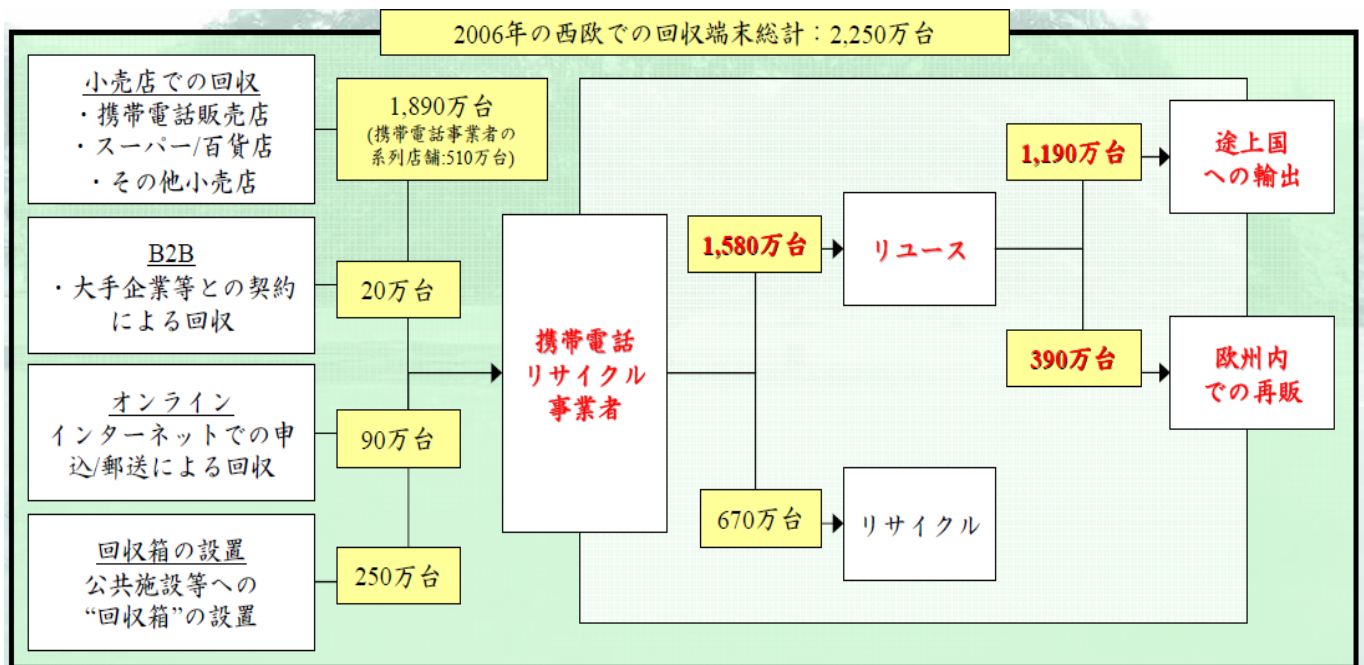 2006年の西欧での回収端末総計：2,250万台
小売店での回収
・携帯電話販売店
・スーパー/百貨店
・その他小売店
1,890万台
(携帯電話事業者の
系列店舗:510万台)
B2B
・大手企業等との契約
による回収
20万台
オンライン
インターネットでの申
込/郵送による回収
90万台
回収箱の設置
公共施設等への
“回収箱”の設置
250万台
携帯電話
リサイクル
事業者
1,580万台
リユース
670万台
リサイクル
1,190万台
途上国
への輸出
390万台
欧州内
での再販